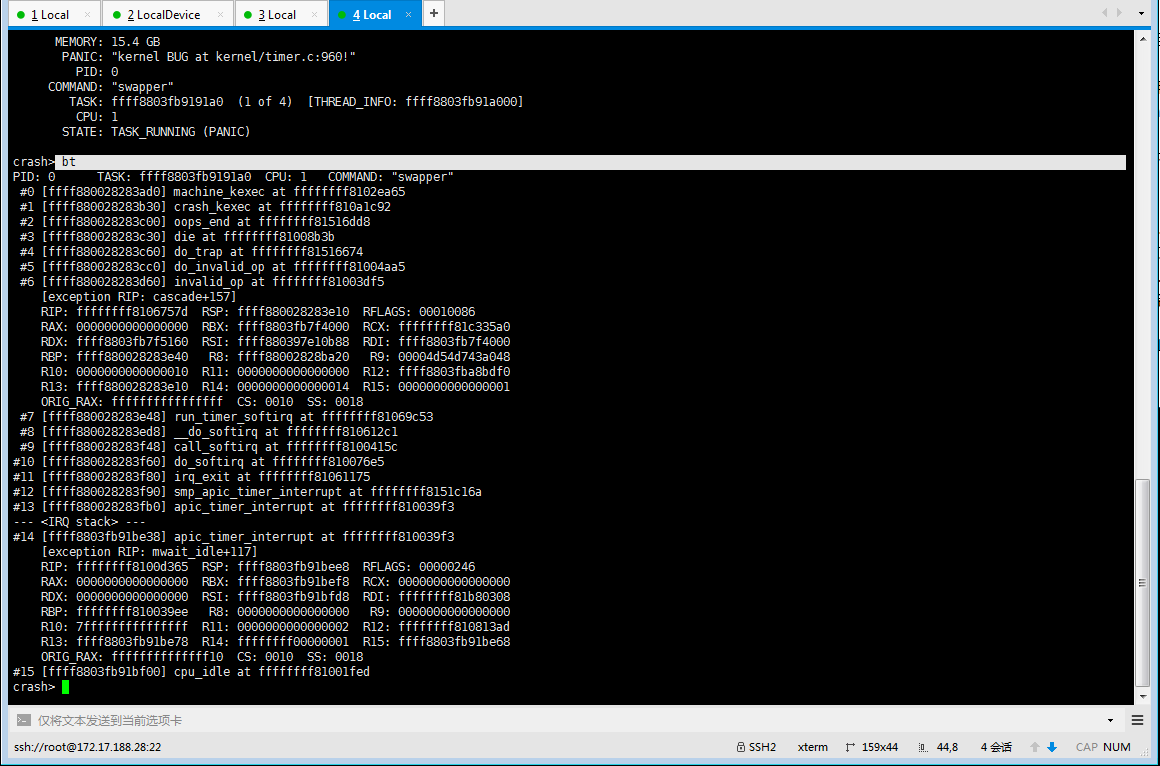 1 Local × 2 LocalDevice × 3 Local × 4 Local × +
MEMORY: 15.4 GB
PANIC: "kernel BUG at kernel/timer.c:960!"
PID: 0
COMMAND: "swapper"
TASK: ffff8803fb9191a0 (1 of 4) [THREAD_INFO: ffff8803fb91a000]
CPU: 1
STATE: TASK_RUNNING (PANIC)
crash> bt
PID: 0 TASK: ffff8803fb9191a0 CPU: 1 COMMAND: "swapper"
#0 [ffff880028283ad0] machine_kexec at ffffffff8102ea65
#1 [ffff880028283b30] crash_kexec at ffffffff810a1c92
#2 [ffff880028283c00] oops_end at ffffffff81516dd8
#3 [ffff880028283c30] die at ffffffff81008b3b
#4 [ffff880028283c60] do_trap at ffffffff81516674
#5 [ffff880028283cc0] do_invalid_op at ffffffff81004aa5
#6 [ffff880028283d60] invalid_op at ffffffff81003df5
[exception RIP: cascade+157]
RIP: ffffffff8106757d RSP: ffff880028283e10 RFLAGS: 00010086
RAX: 0000000000000000 RBX: ffff8803fb7f4000 RCX: ffffffff81c335a0
RDX: ffff8803fb7f5160 RSI: ffff880397e10b88 RDI: ffff8803fb7f4000
RBP: ffff880028283e40 R8: ffff88002828ba20 R9: 00004d54d743a048
R10: 0000000000000010 R11: 0000000000000000 R12: ffff8803fba8bdf0
R13: ffff880028283e10 R14: 0000000000000014 R15: 0000000000000001
ORIG_RAX: ffffffffffffffff CS: 0010 SS: 0018
#7 [ffff880028283e48] run_timer_softirq at ffffffff81069c53
#8 [ffff880028283ed8] __do_softirq at ffffffff810612c1
#9 [ffff880028283f48] call_softirq at ffffffff8100415c
#10 [ffff880028283f60] do_softirq at ffffffff810076e5
#11 [ffff880028283f80] irq_exit at ffffffff81061175
#12 [ffff880028283f90] smp_apic_timer_interrupt at ffffffff8151c16a
#13 [ffff880028283fb0] apic_timer_interrupt at ffffffff810039f3
--- <IRQ stack> ---
#14 [ffff8803fb91be38] apic_timer_interrupt at ffffffff810039f3
[exception RIP: mwait_idle+117]
RIP: ffffffff8100d365 RSP: ffff8803fb91bee8 RFLAGS: 00000246
RAX: 0000000000000000 RBX: ffff8803fb91bef8 RCX: 0000000000000000
RDX: 0000000000000000 RSI: ffff8803fb91bfd8 RDI: ffffffff81b80308
RBP: ffffffff810039ee R8: 0000000000000000 R9: 0000000000000000
R10: 7fffffffffffffff R11: 0000000000000002 R12: ffffffff810813ad
R13: ffff8803fb91be78 R14: ffffffff00000001 R15: ffff8803fb91be68
ORIG_RAX: ffffffffffffff10 CS: 0010 SS: 0018
#15 [ffff8803fb91bf00] cpu_idle at ffffffff81001fed
crash>
仅将文本发送到当前选项卡
ssh://root@172.17.188.28:22 SSH2 xterm 159x44 44,8 4 会话 CAP NUM